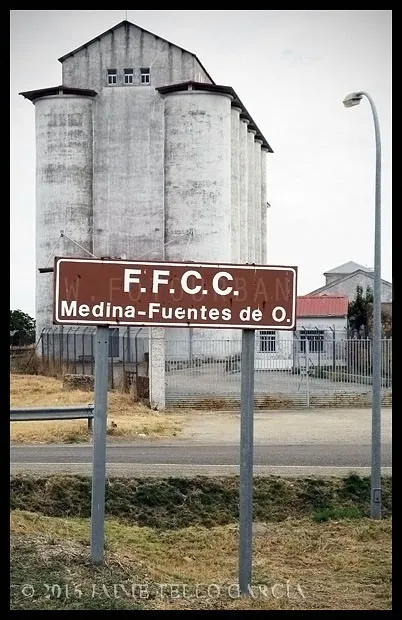 F.F.C.C.
Medina-Fuentes de O.
© 2015 JAIME TELLO GARCÍA